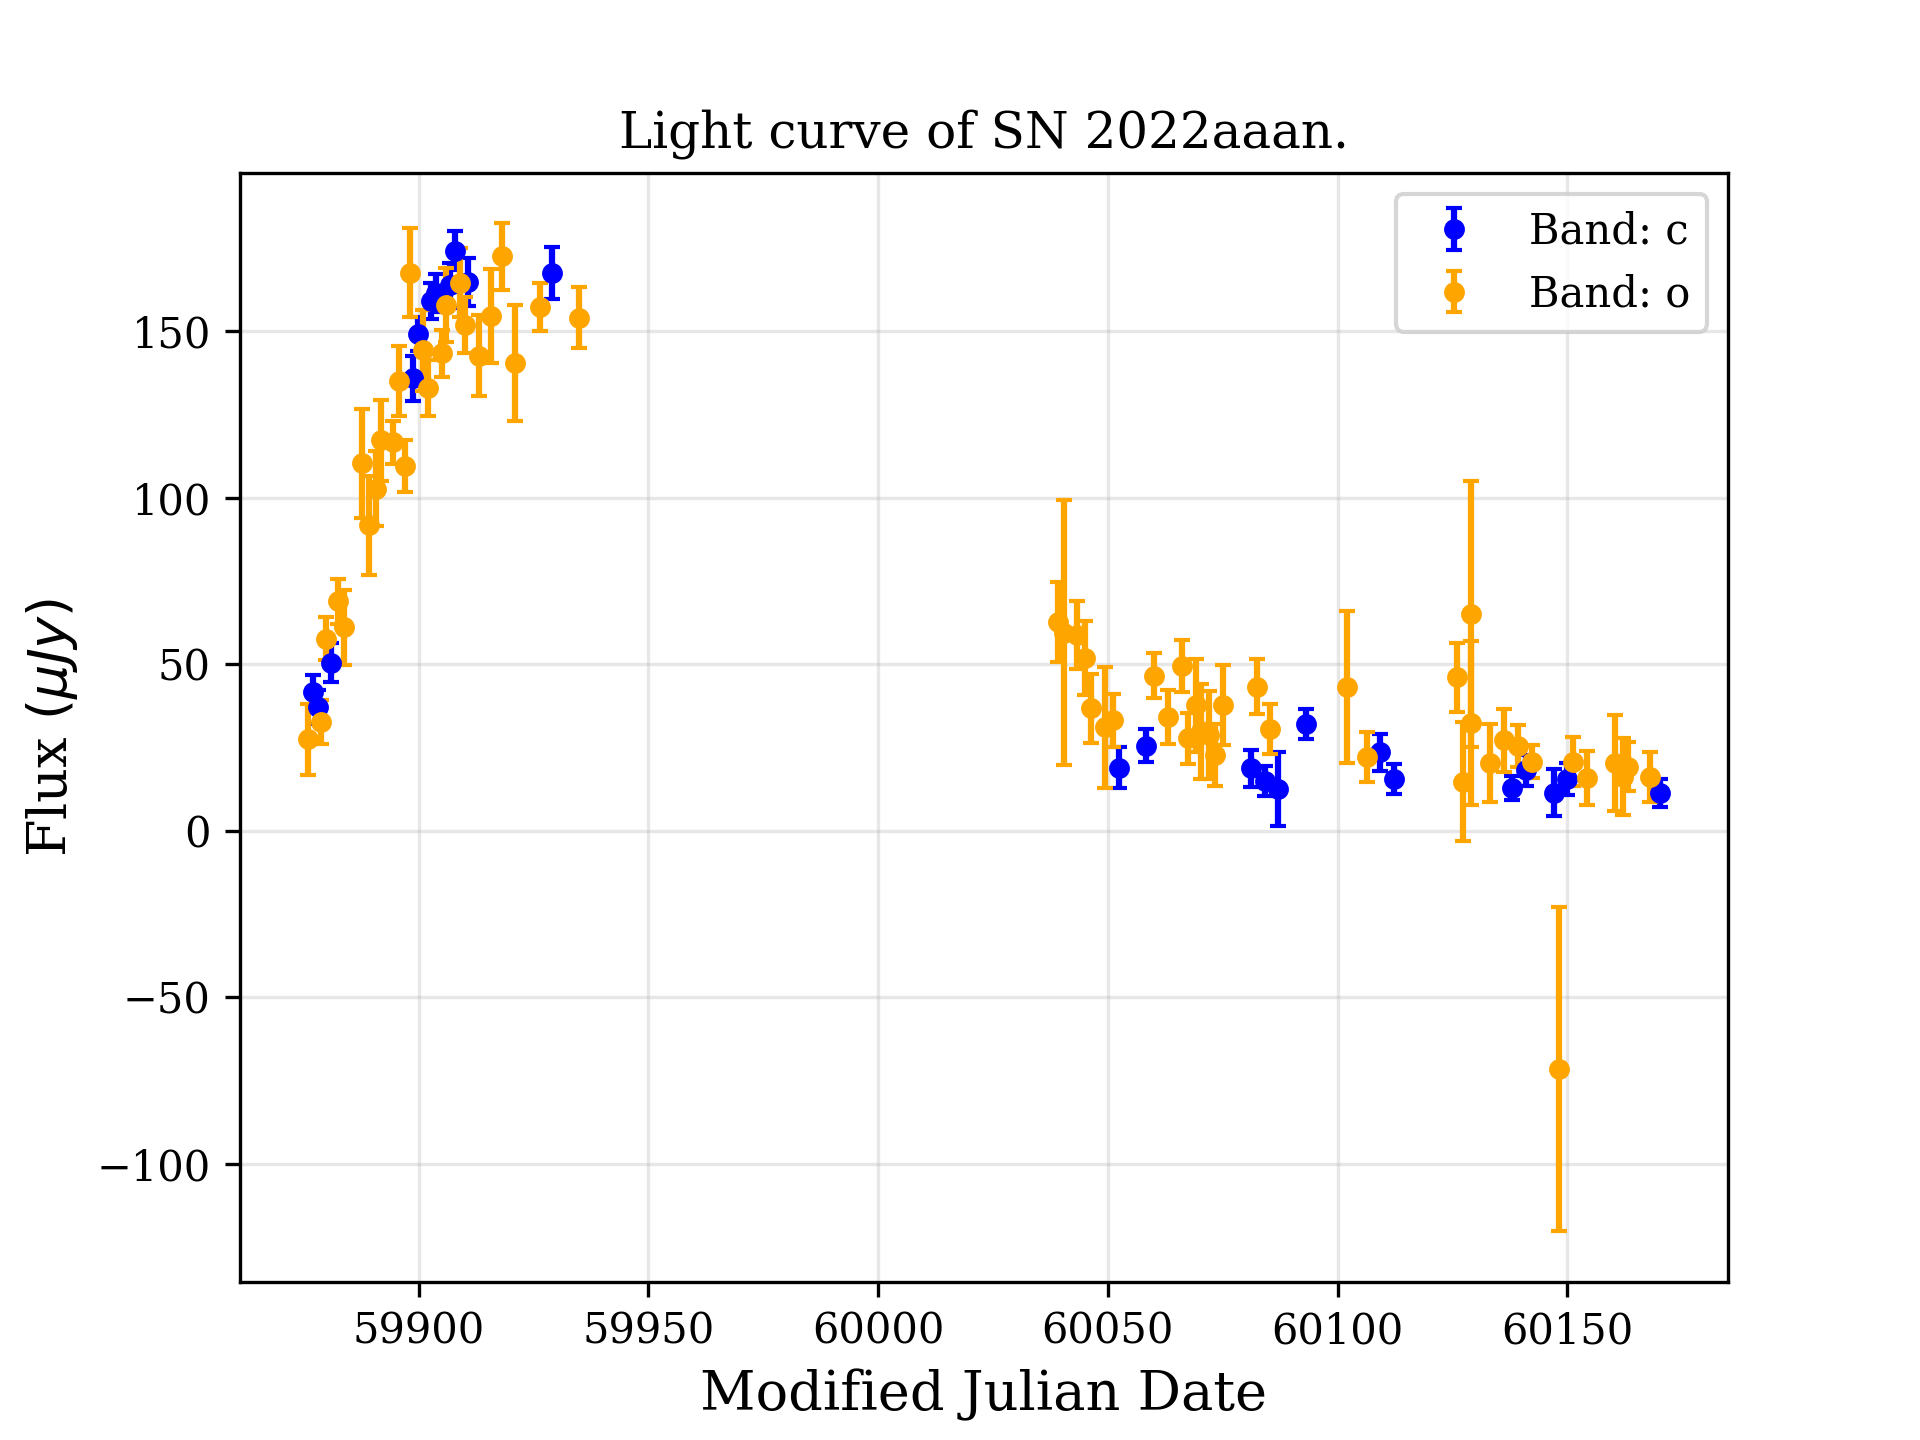 Light curve of SN 2022aaan.
Band: c
Band: o
150
100
50
0
−50
−100
Flux (μJy)
59900 59950 60000 60050 60100 60150
Modified Julian Date